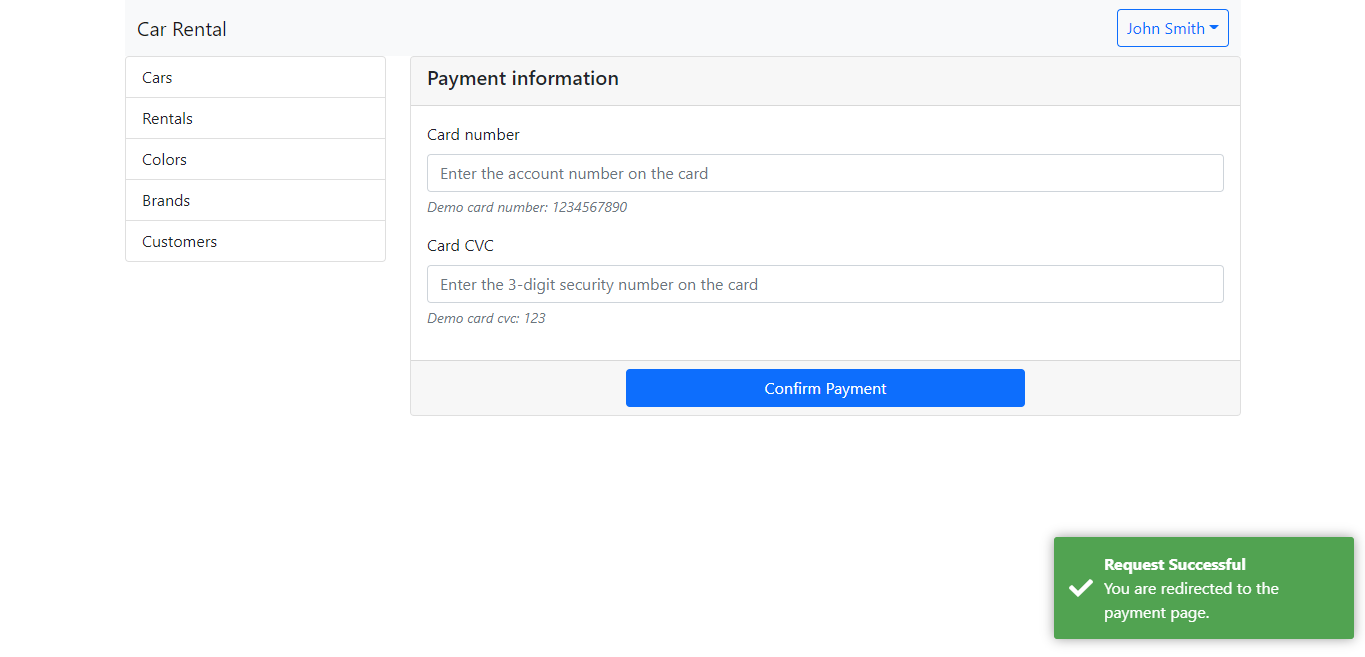 Car Rental
John Smith
Cars
Rentals
Colors
Brands
Customers
Payment information
Card number
Enter the account number on the card
Demo card number: 1234567890
Card CVC
Enter the 3-digit security number on the card
Demo card cvc: 123
Confirm Payment
Request Successful
You are redirected to the
payment page.